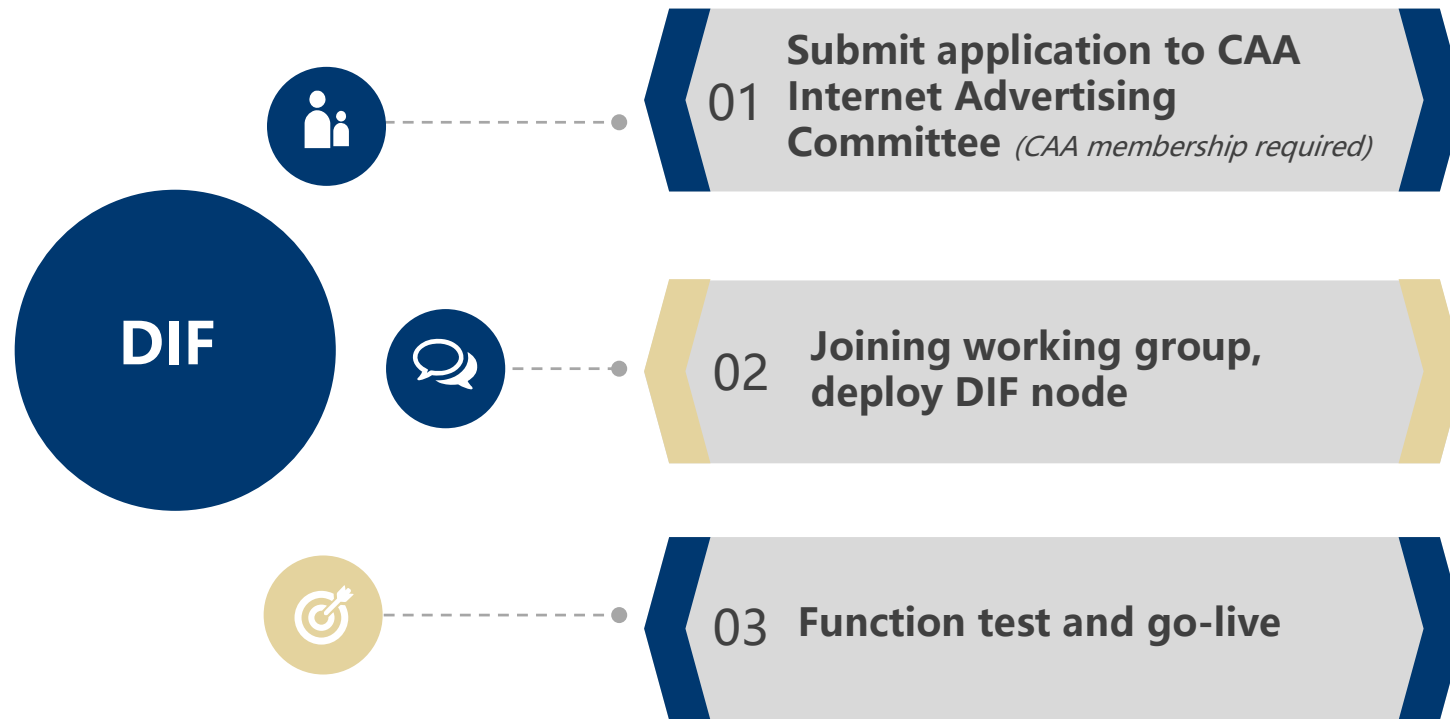 DIF
01
Submit application to CAA
Internet Advertising
Committee (CAA membership required)
02
Joining working group,
deploy DIF node
03
Function test and go-live